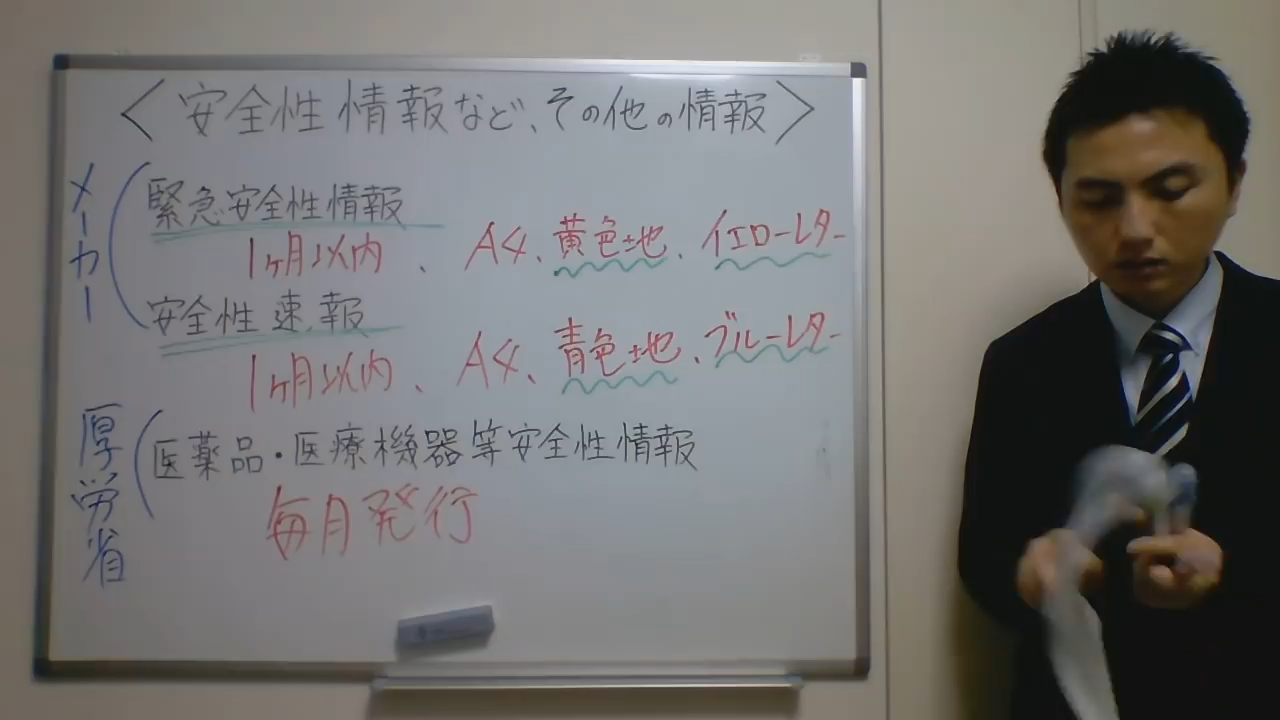 〈安全性情報など、その他の情報〉
メーカー
緊急安全性情報
1ヶ月以内、A4、黄色地、イエローレター
安全性速報
1ヶ月以内、A4、青色地、ブルーレター
厚労省
医薬品・医療機器等安全性情報
毎月発行